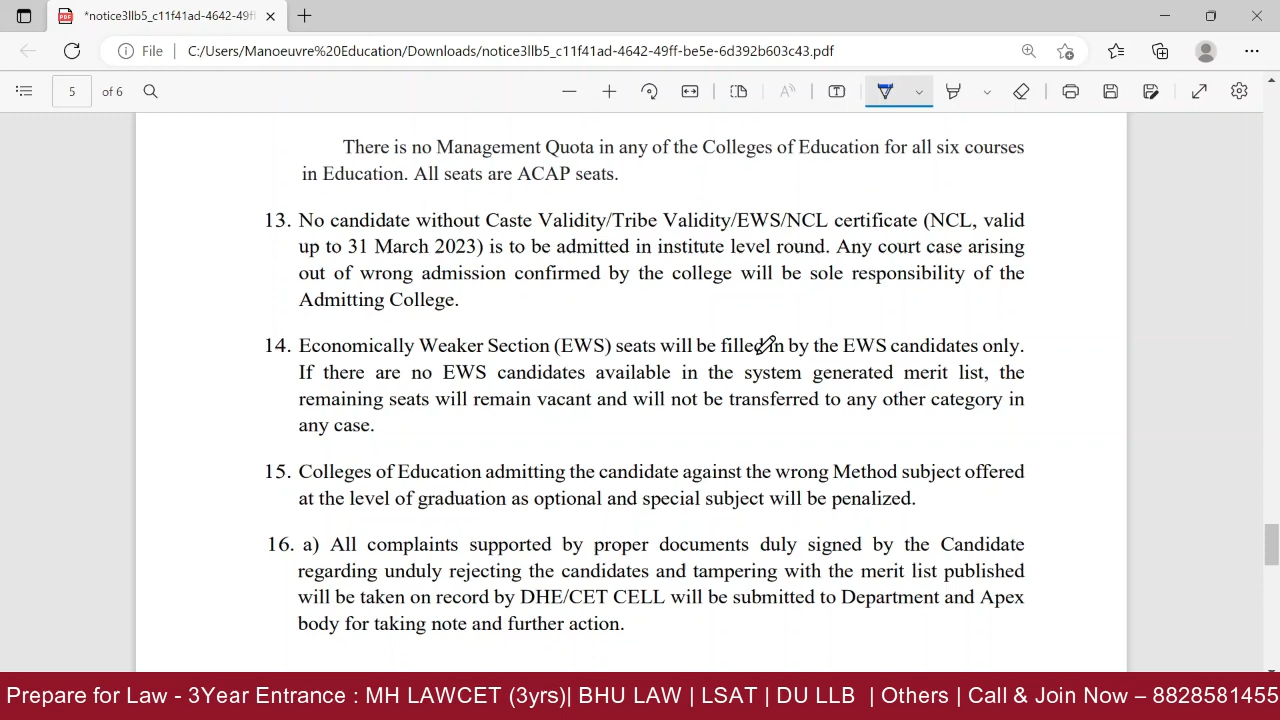 *notice3llb5_c11f41ad-4642-49ff
File
C:/Users/Manoeuvre%20Education/Downloads/notice3llb5_c11f41ad-4642-49ff-be5e-6d392b603c43.pdf
5 of 6
There is no Management Quota in any of the Colleges of Education for all six courses
in Education. All seats are ACAP seats.
13. No candidate without Caste Validity/Tribe Validity/EWS/NCL certificate (NCL, valid
up to 31 March 2023) is to be admitted in institute level round. Any court case arising
out of wrong admission confirmed by the college will be sole responsibility of the
Admitting College.
14. Economically Weaker Section (EWS) seats will be filled in by the EWS candidates only.
If there are no EWS candidates available in the system generated merit list, the
remaining seats will remain vacant and will not be transferred to any other category in
any case.
15. Colleges of Education admitting the candidate against the wrong Method subject offered
at the level of graduation as optional and special subject will be penalized.
16. a) All complaints supported by proper documents duly signed by the Candidate
regarding unduly rejecting the candidates and tampering with the merit list published
will be taken on record by DHE/CET CELL will be submitted to Department and Apex
body for taking note and further action.
Prepare for Law - 3Year Entrance : MH LAWCET (3yrs)| BHU LAW | LSAT | DU LLB | Others | Call & Join Now – 8828581455